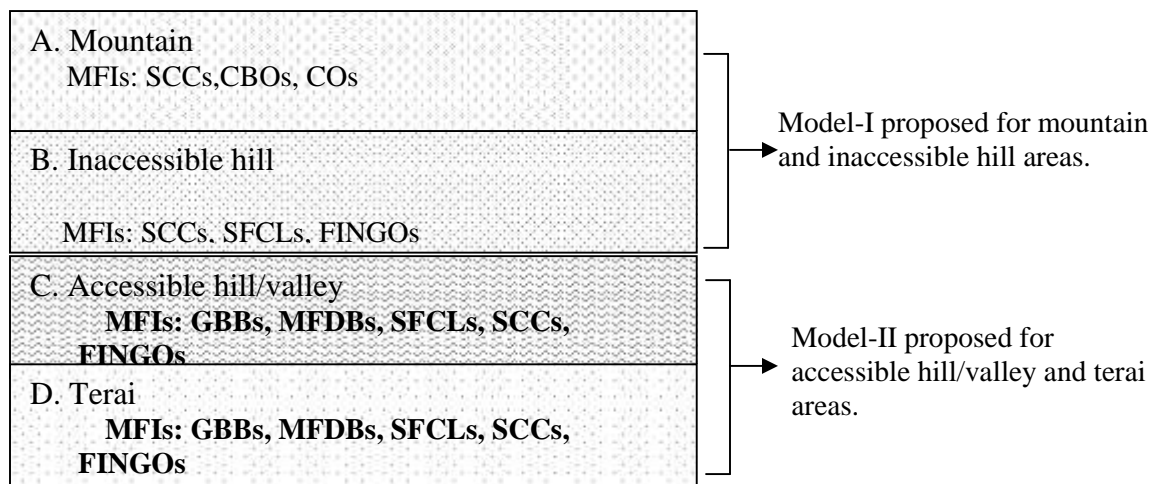 A. Mountain
MFIs: SCCs,CBOs, COs
B. Inaccessible hill
MFIs: SCCs, SFCLs, FINGOs
Model-I proposed for mountain
and inaccessible hill areas.
C. Accessible hill/valley
MFIs: GBBs, MFDBs, SFCLs, SCCs,
FINGOs
D. Terai
MFIs: GBBs, MFDBs, SFCLs, SCCs,
FINGOs
Model-II proposed for
accessible hill/valley and terai
areas.